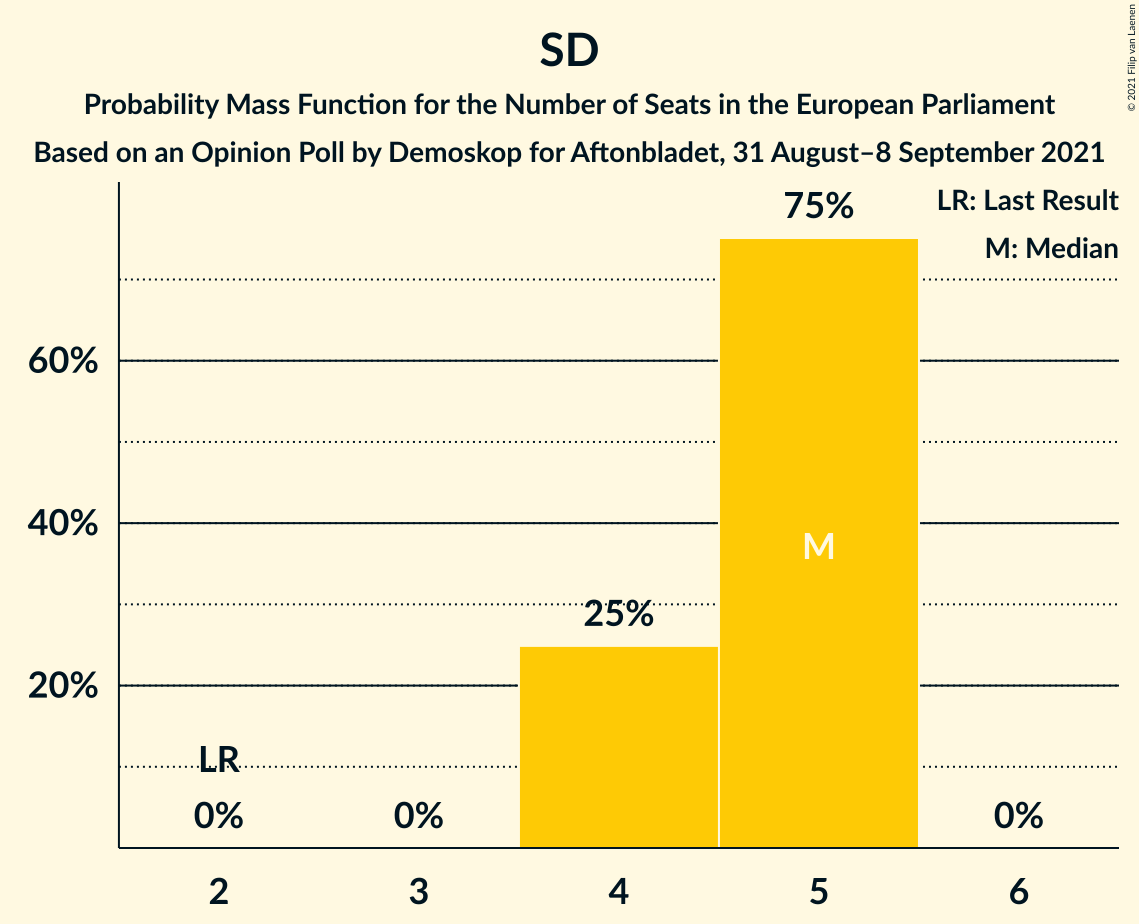 SD
Probability Mass Function for the Number of Seats in the European Parliament
Based on an Opinion Poll by Demoskop for Aftonbladet, 31 August–8 September 2021
© 2021 Filip van Laenen
LR: Last Result
M: Median
75%
60%
40%
20%
M
25%
LR
0%
0%
0%
2
3
4
5
6